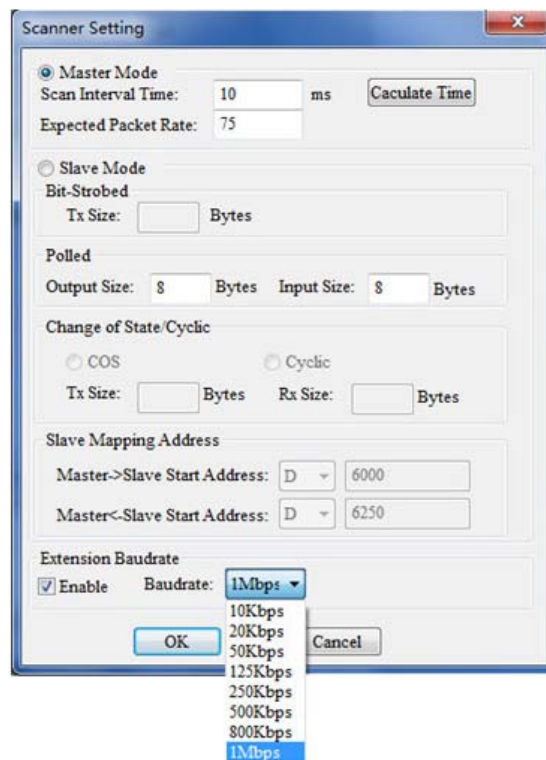 Scanner Setting
Master Mode
Scan Interval Time: 10 ms Caculate Time
Expected Packet Rate: 75
Slave Mode
Bit-Strobed
Tx Size: Bytes
Polled
Output Size: 8 Bytes Input Size: 8 Bytes
Change of State/Cyclic
COS Cyclic
Tx Size: Bytes Rx Size: Bytes
Slave Mapping Address
Master->Slave Start Address: D 6000
Master<-Slave Start Address: D 6250
Extension Baudrate
Enable Baudrate: 1Mbps
10Kbps
20Kbps
OK Cancel
50Kbps
125Kbps
250Kbps
500Kbps
800Kbps
1Mbps